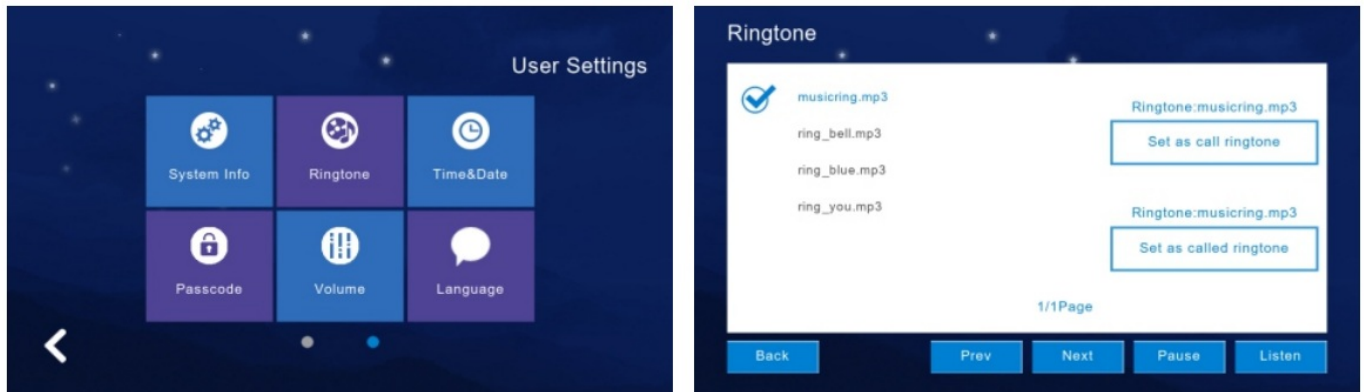 User Settings
System Info
Ringtone
Time&Date
Passcode
Volume
Language
Ringtone
musicring.mp3
ring_bell.mp3
ring_blue.mp3
ring_you.mp3
Ringtone:musicring.mp3
Set as call ringtone
Ringtone:musicring.mp3
Set as called ringtone
1/1Page
Back
Prev
Next
Pause
Listen